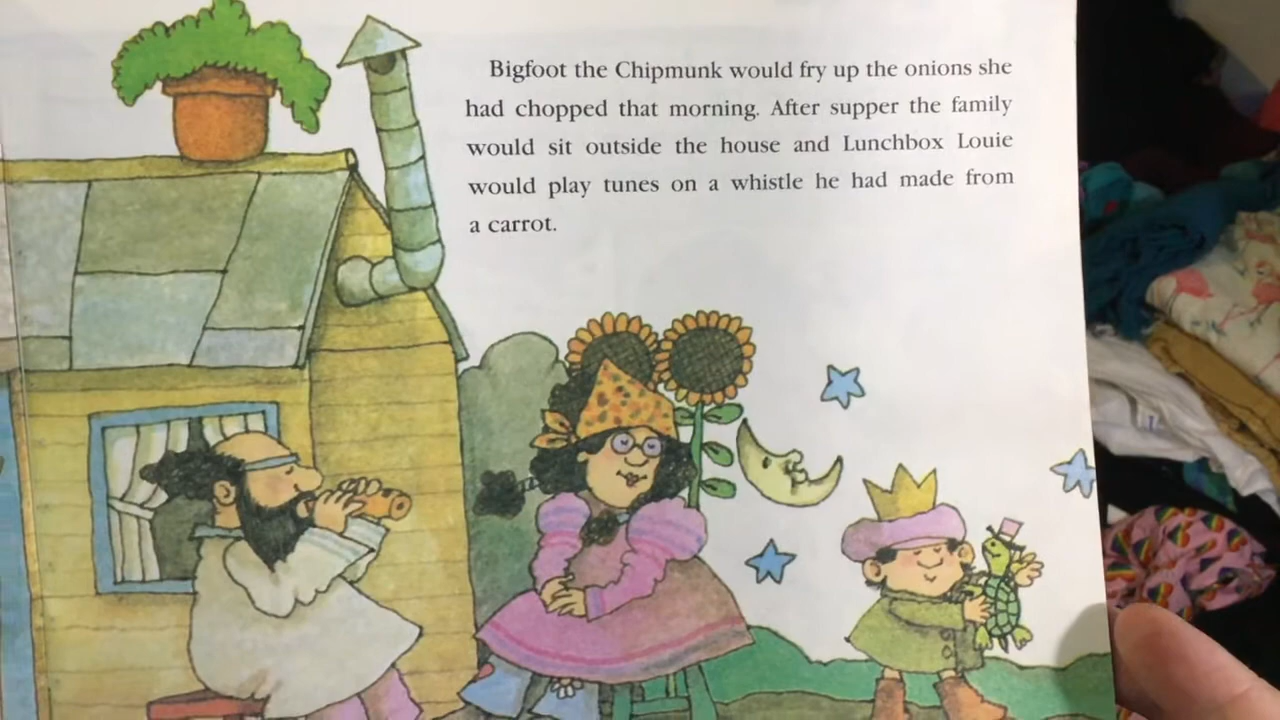 Bigfoot the Chipmunk would fry up the onions she
had chopped that morning. After supper the family
would sit outside the house and Lunchbox Louie
would play tunes on a whistle he had made from
a carrot.